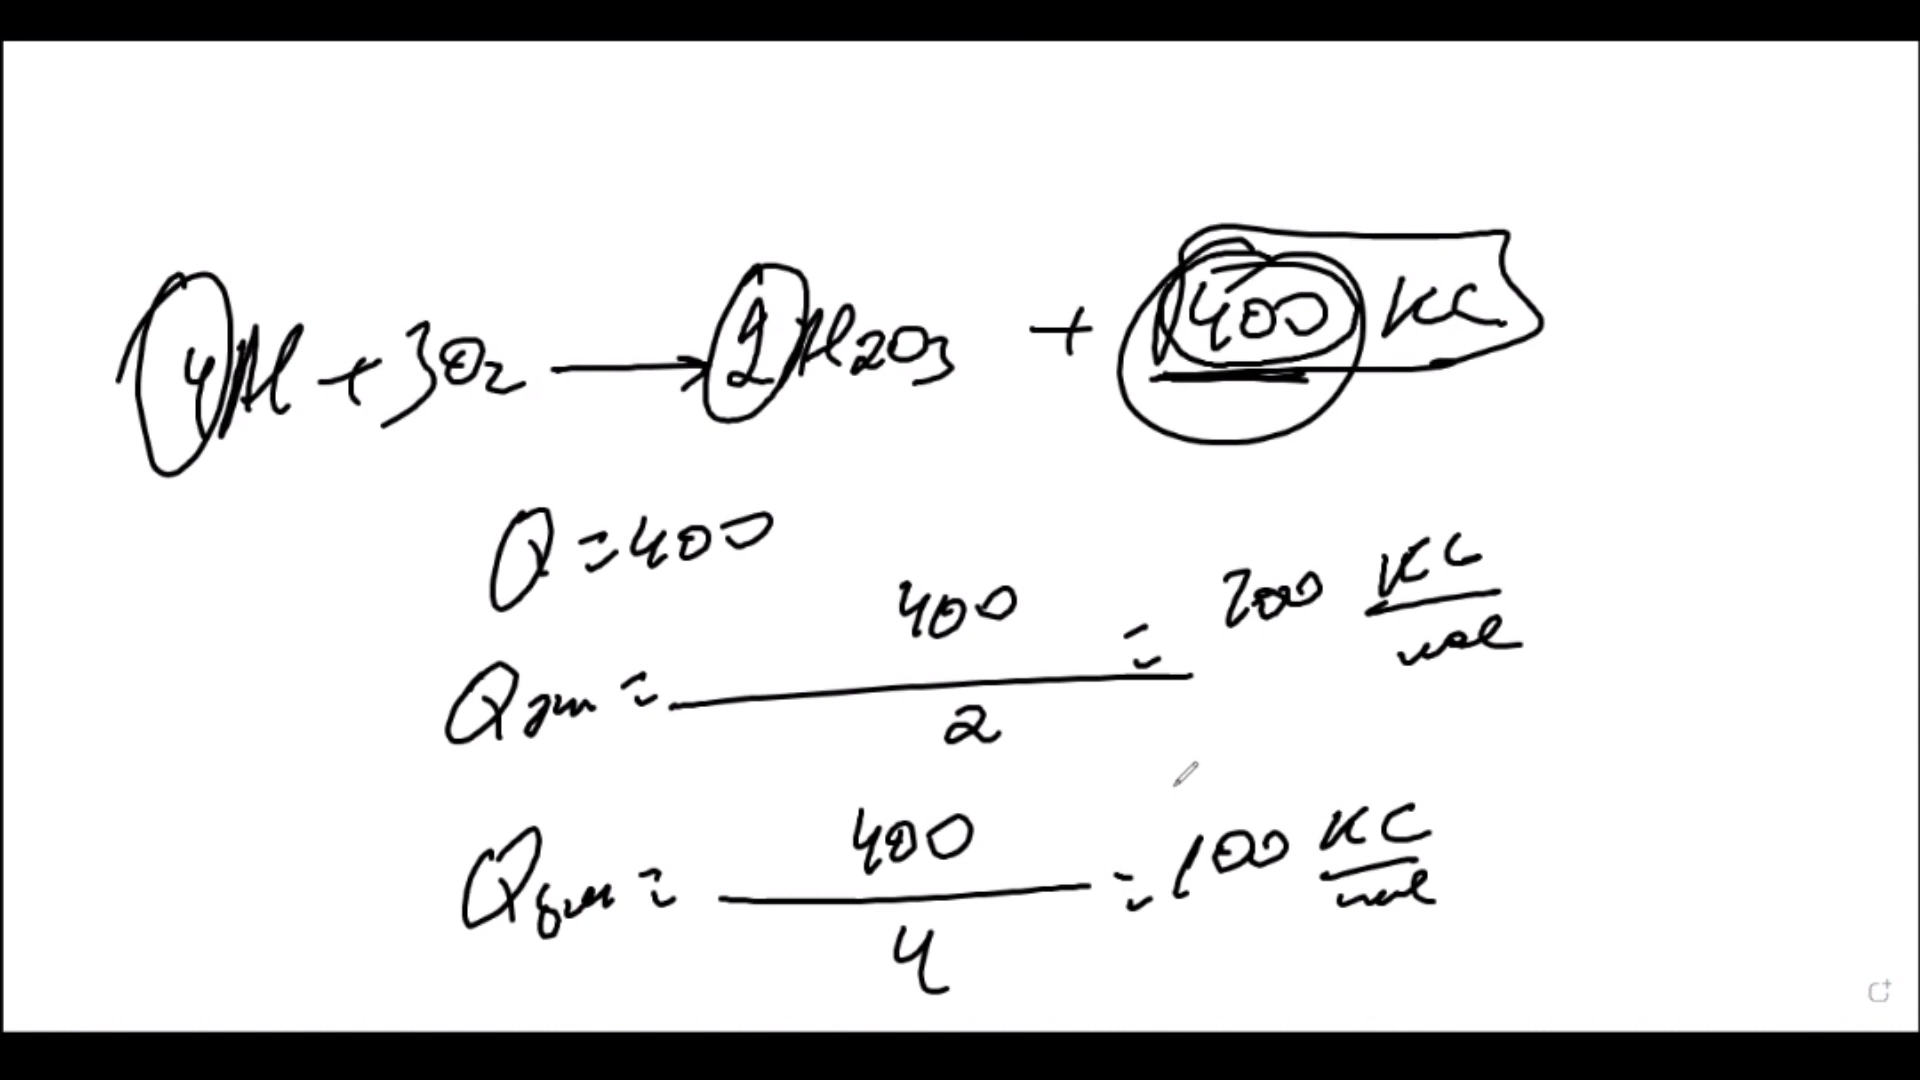 4Al + 3O2 → 2Al2O3 + 400 KC
Q = 400
Q = 400 / 2 = 200 KC / mol
Q = 400 / 4 = 100 KC / mol